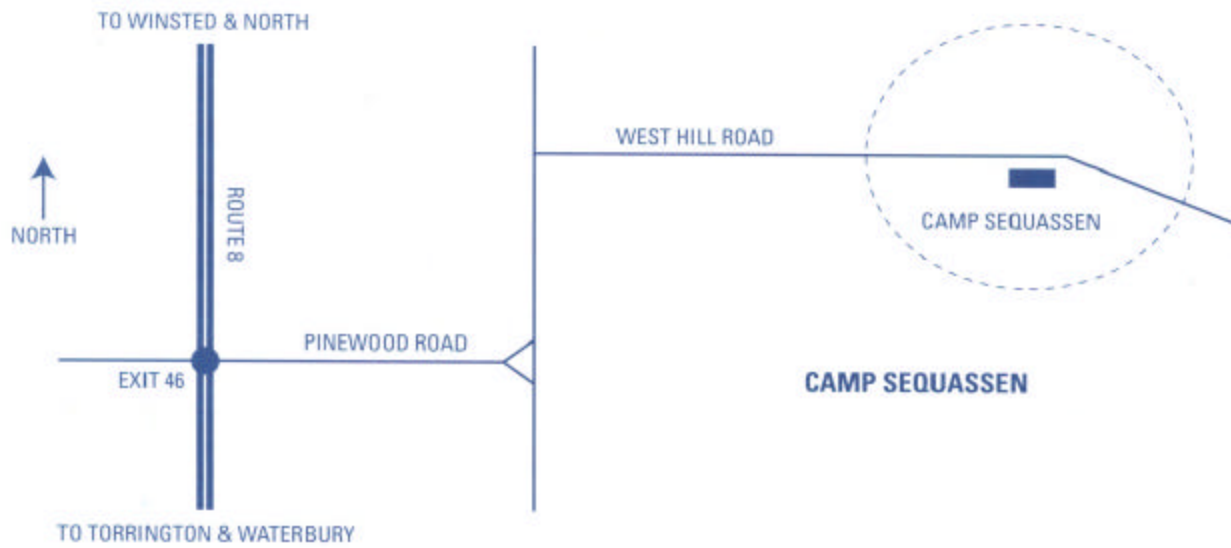 TO WINSTED & NORTH
WEST HILL ROAD
ROUTE 8
NORTH
CAMP SEQUASSEN
PINEWOOD ROAD
EXIT 46
CAMP SEQUASSEN
TO TORRINGTON & WATERBURY